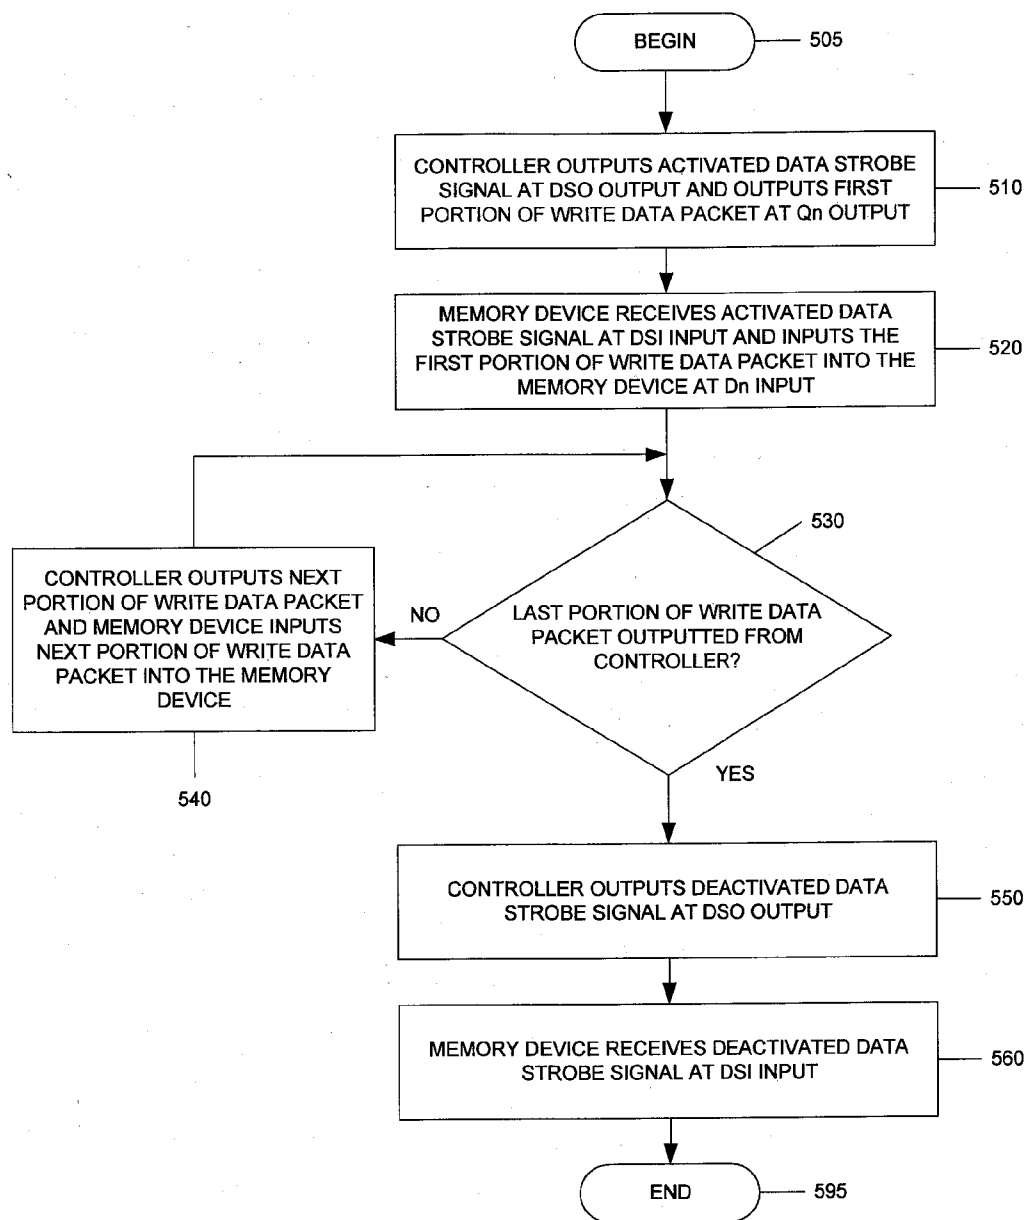 BEGIN
505
CONTROLLER OUTPUTS ACTIVATED DATA STROBE
SIGNAL AT DSO OUTPUT AND OUTPUTS FIRST
PORTION OF WRITE DATA PACKET AT Qn OUTPUT
510
MEMORY DEVICE RECEIVES ACTIVATED DATA
STROBE SIGNAL AT DSI INPUT AND INPUTS THE
FIRST PORTION OF WRITE DATA PACKET INTO THE
MEMORY DEVICE AT Dn INPUT
520
530
LAST PORTION OF WRITE DATA
PACKET OUTPUTTED FROM
CONTROLLER?
NO
CONTROLLER OUTPUTS NEXT
PORTION OF WRITE DATA PACKET
AND MEMORY DEVICE INPUTS
NEXT PORTION OF WRITE DATA
PACKET INTO THE MEMORY
DEVICE
540
YES
CONTROLLER OUTPUTS DEACTIVATED DATA
STROBE SIGNAL AT DSO OUTPUT
550
MEMORY DEVICE RECEIVES DEACTIVATED DATA
STROBE SIGNAL AT DSI INPUT
560
END
595